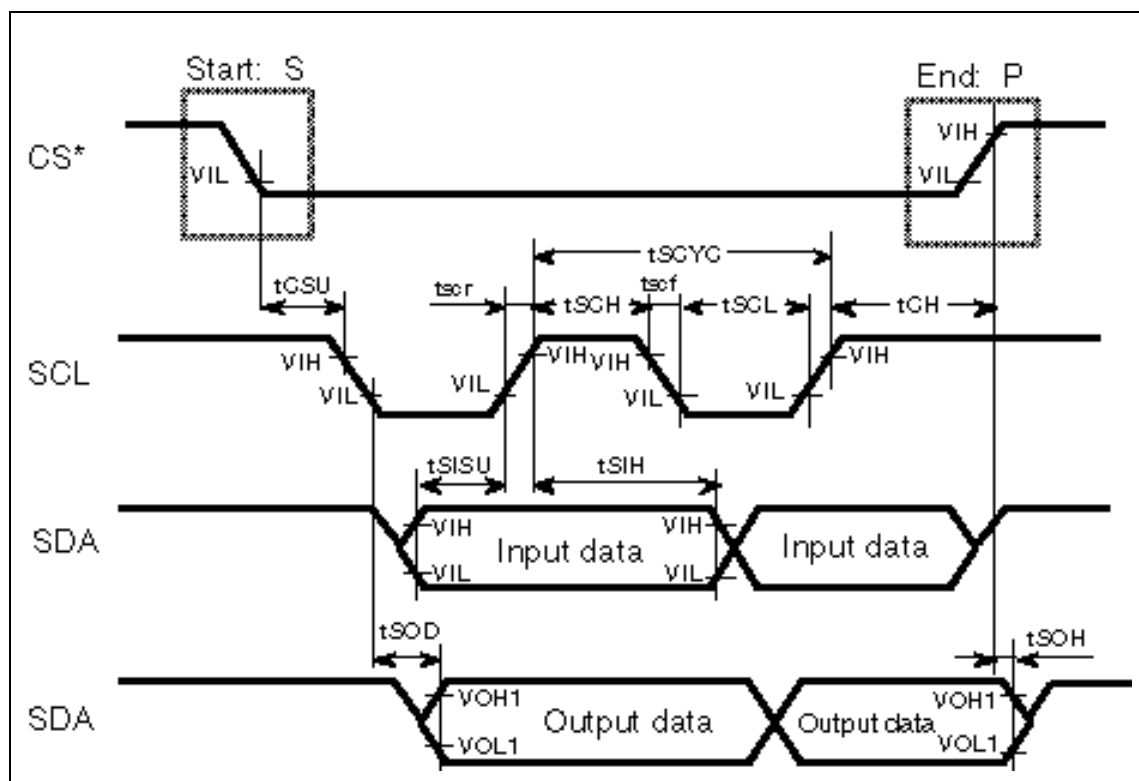 Start: S
End: P
CS*
VIL
VIH
VIL
tSCYC
tCSU
tscr
tSCH
tscf
tSCL
tCH
SCL
VIH
VIL
VIL
VIH
VIH
VIL
VIL
VIH
tSISU
tSIH
SDA
VIH
VIL
Input data
VIH
VIL
Input data
tSOD
tSOH
SDA
VOH1
VOL1
Output data
Output data
VOH1
VOL1